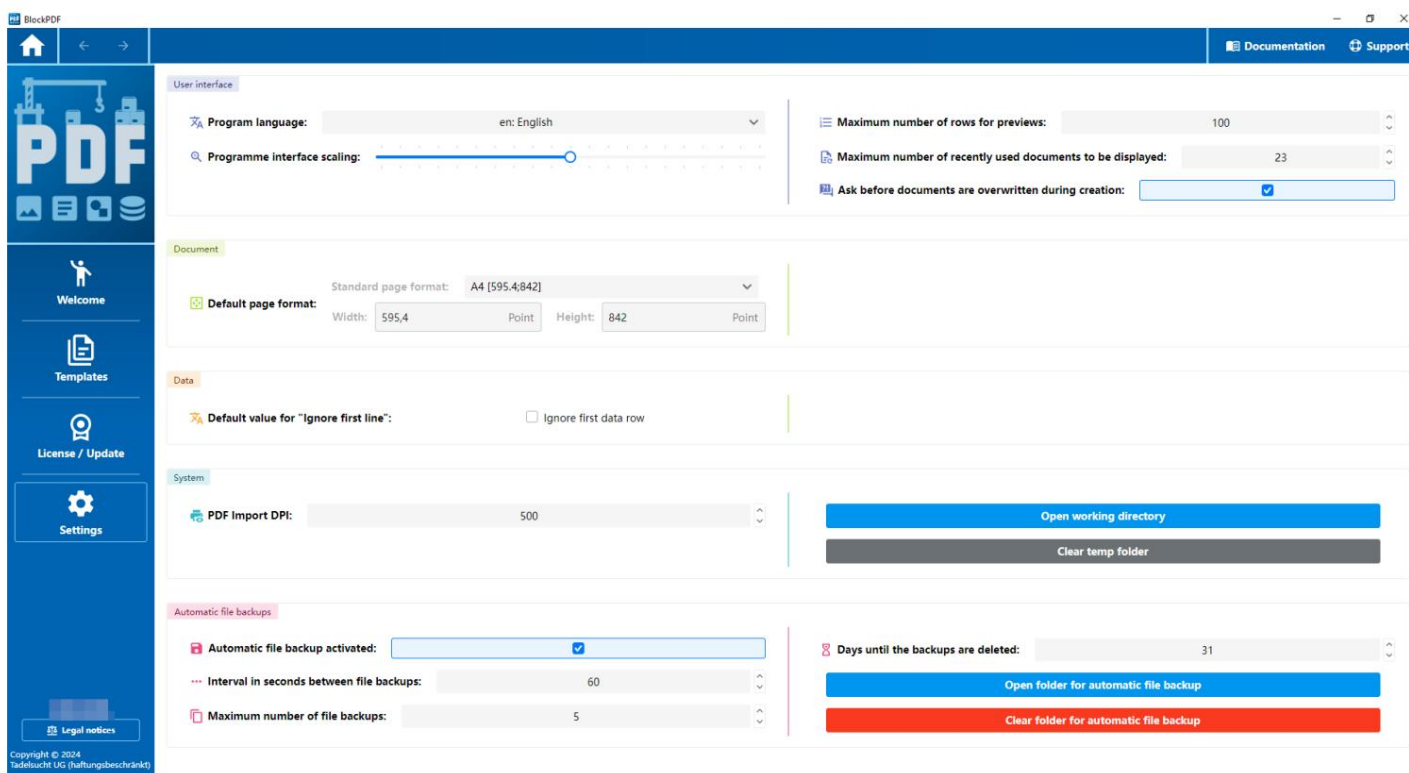 BlockPDF
Documentation
Support
PDF
Welcome
Templates
License / Update
Settings
Legal notices
Copyright © 2024
Tadelsucht UG (haftungsbeschränkt)
User interface
Program language:
en: English
Programme interface scaling:
Maximum number of rows for previews:
100
Maximum number of recently used documents to be displayed:
23
Ask before documents are overwritten during creation:
Document
Default page format:
Standard page format:
A4 [595.4;842]
Width:
595,4
Point
Height:
842
Point
Data
Default value for "Ignore first line":
Ignore first data row
System
PDF Import DPI:
500
Open working directory
Clear temp folder
Automatic file backups
Automatic file backup activated:
Interval in seconds between file backups:
60
Maximum number of file backups:
5
Days until the backups are deleted:
31
Open folder for automatic file backup
Clear folder for automatic file backup